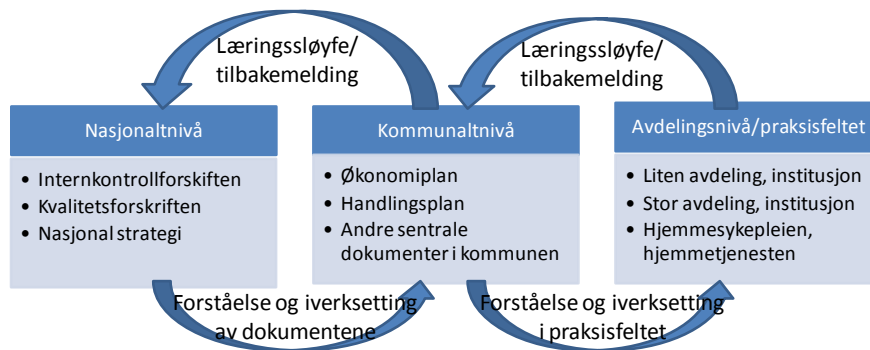 Læringssløyfe/
tilbakemelding
Læringssløyfe/
tilbakemelding
Nasjonaltnivå
• Internkontrollforskiften
• Kvalitetsforskriften
• Nasjonal strategi
Kommunaltnivå
• Økonomiplan
• Handlingsplan
• Andre sentrale
dokumenter i kommunen
Avdelingsnivå/praksisfeltet
• Liten avdeling, institusjon
• Stor avdeling, institusjon
• Hjemmesykepleien,
hjemmetjenesten
Forståelse og iverksetting
av dokumentene
Forståelse og iverksetting
i praksisfeltet